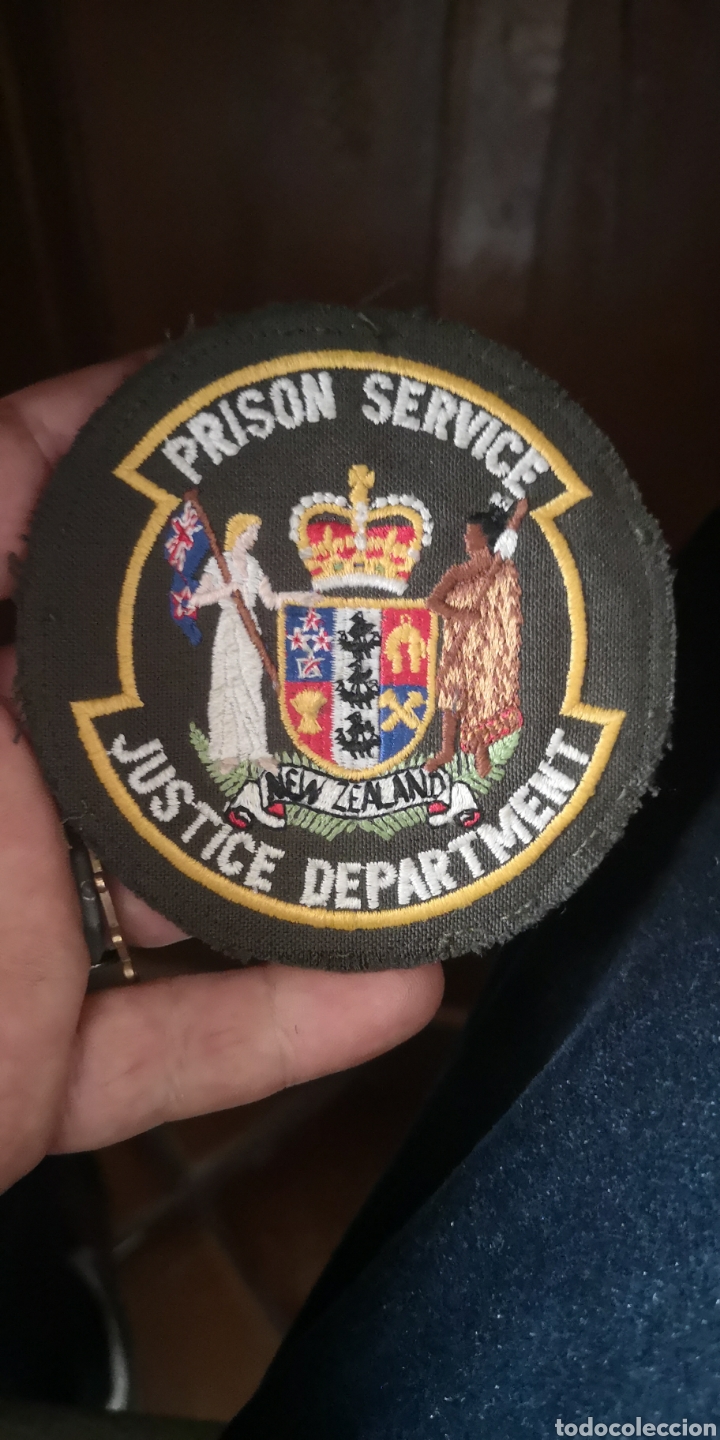 PRISON SERVICE
NEW ZEALAND
JUSTICE DEPARTMENT
todocoleccion